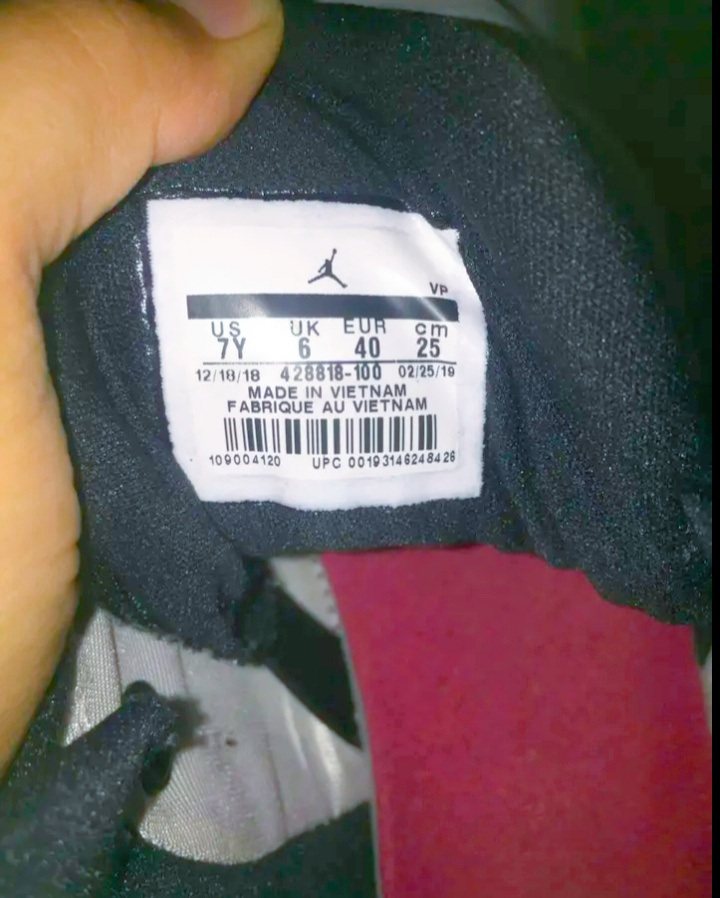 VP
US UK EUR cm
7Y 6 40 25
12/18/18 428818-100 02/25/19
MADE IN VIETNAM
FABRIQUE AU VIETNAM
109004120 UPC 00193146248426